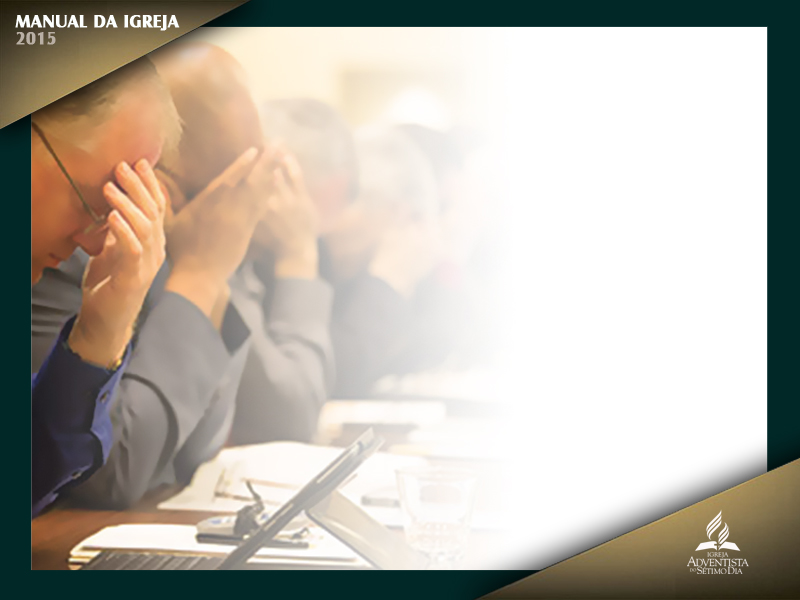 MANUAL DA IGREJA
2015
IGREJA
ADVENTISTA
DO SÉTIMO DIA